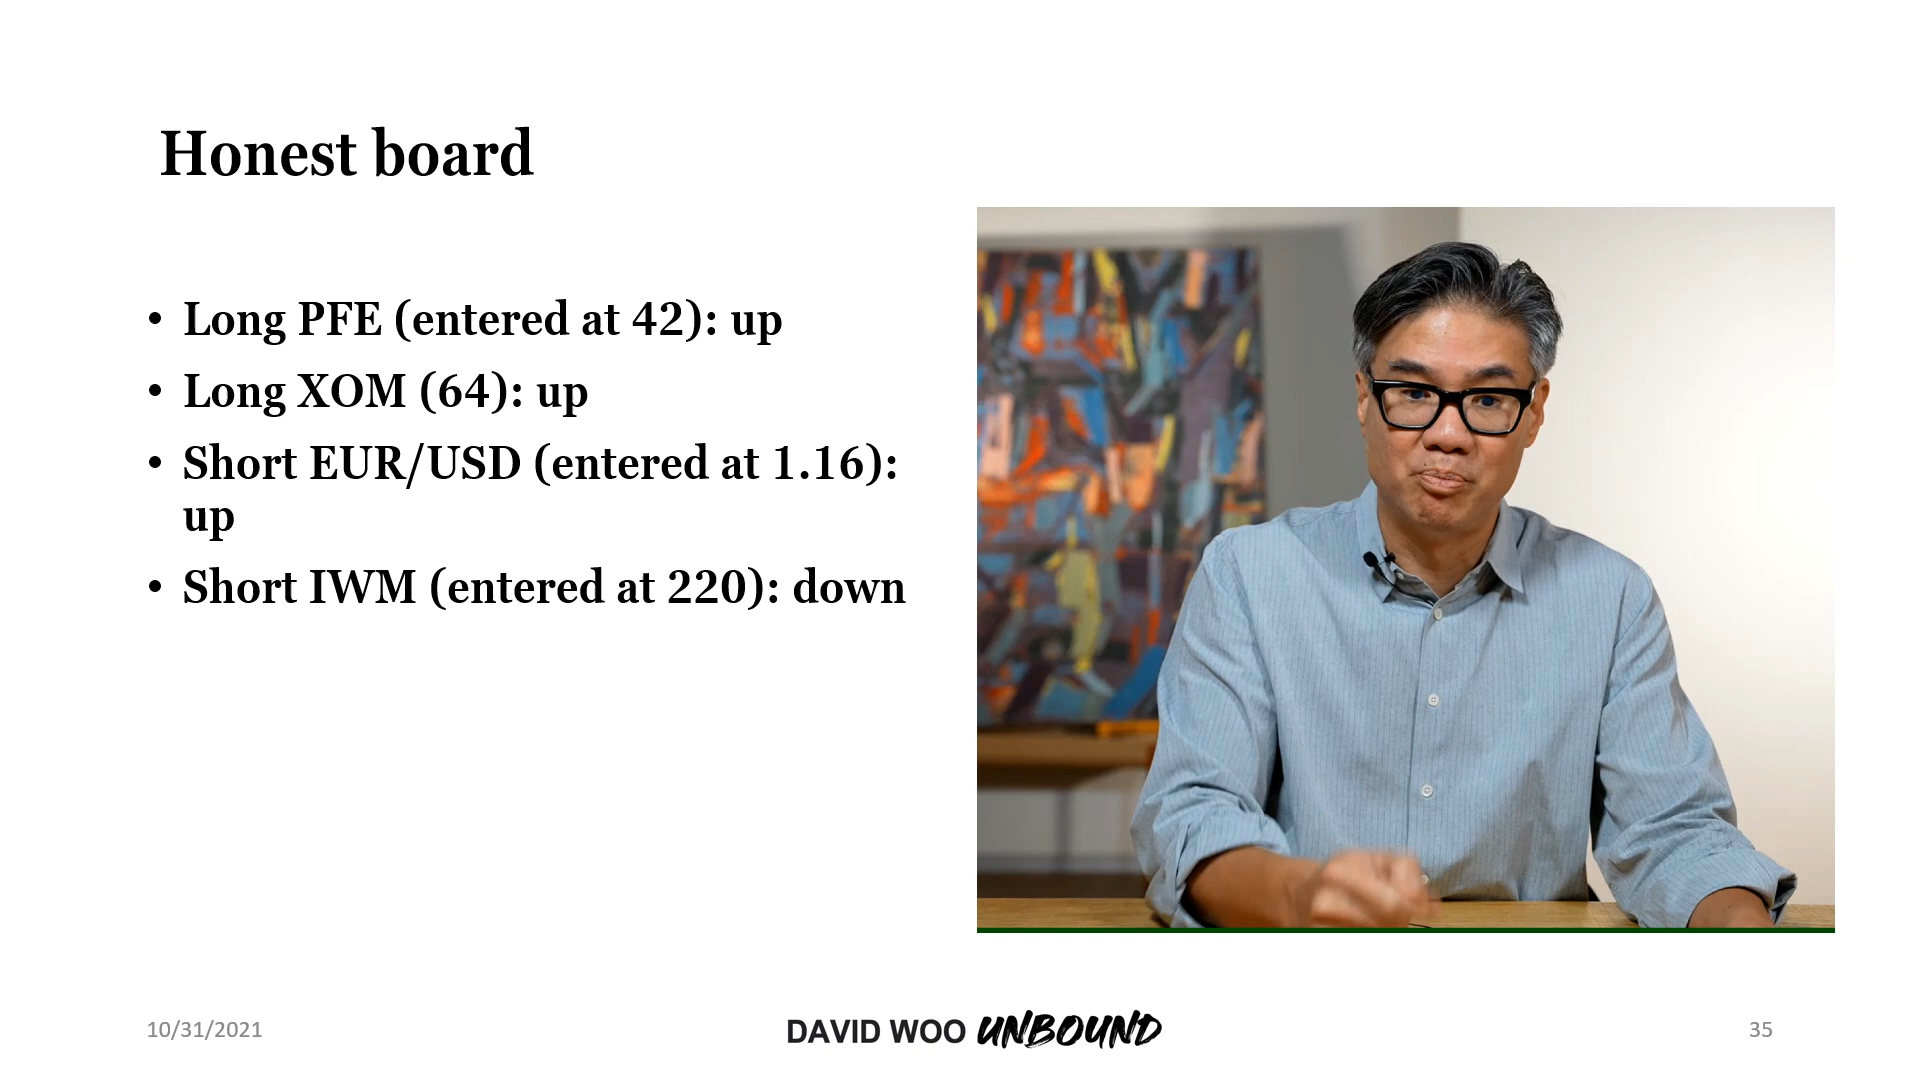 Honest board
• Long PFE (entered at 42): up
• Long XOM (64): up
• Short EUR/USD (entered at 1.16):
up
• Short IWM (entered at 220): down
10/31/2021
DAVID WOO UNBOUND
35